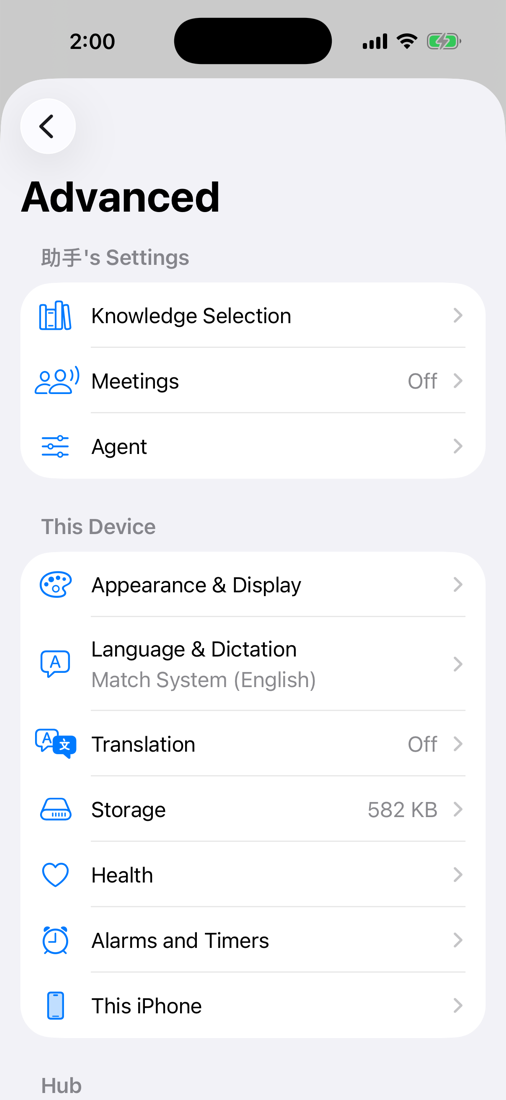 2:00
Advanced
助手's Settings
Knowledge Selection
Meetings Off
Agent
This Device
Appearance & Display
A
Language & Dictation
Match System (English)
A 文
Translation Off
Storage 582 KB
Health
Alarms and Timers
This iPhone
Hub